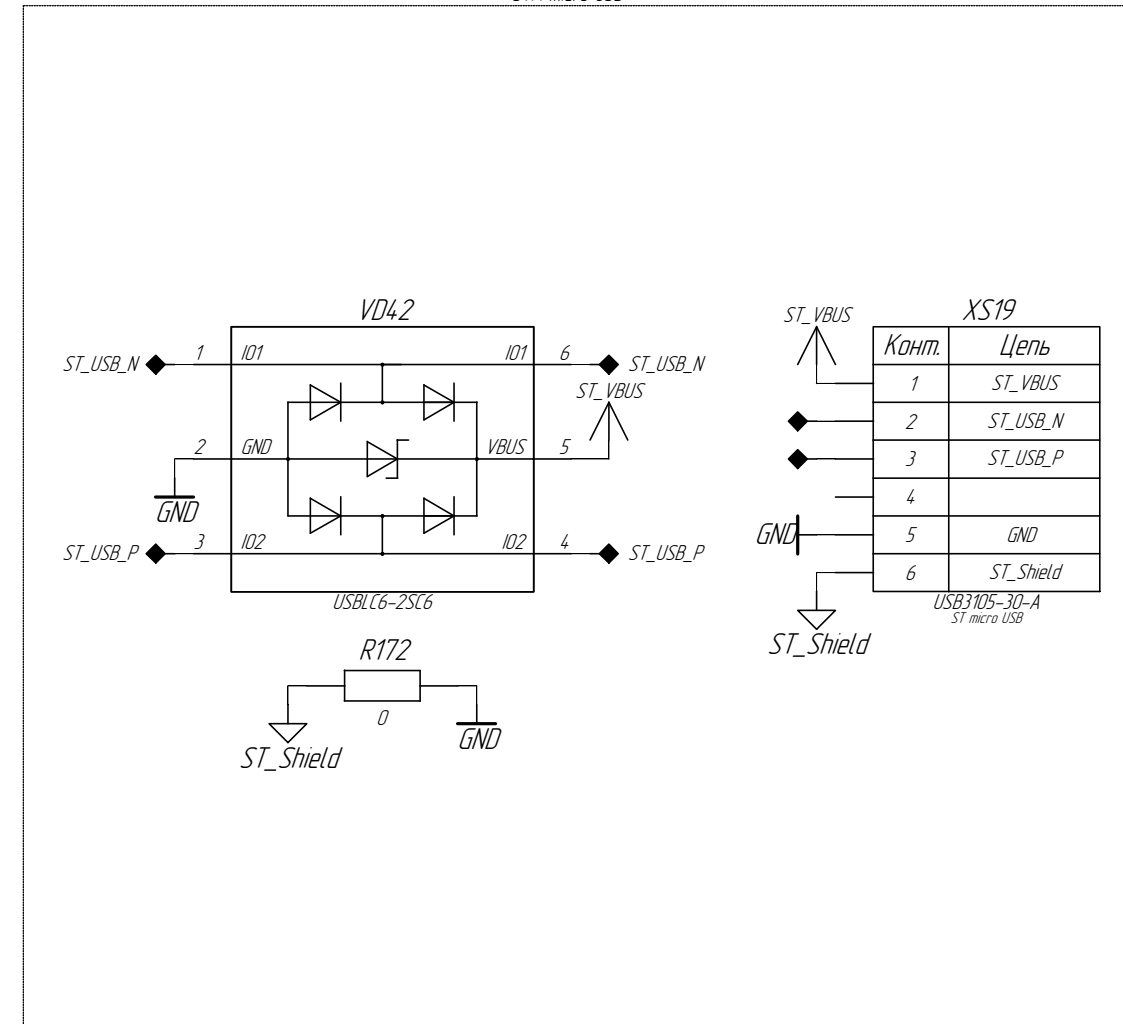 VD42
ST_USB_N 1 IO1 IO1 6 ST_USB_N
ST_VBUS
2 GND VBUS 5
GND
ST_USB_P 3 IO2 IO2 4 ST_USB_P
USBLC6-2SC6
R172
0
ST_Shield
GND
ST_VBUS
XS19
Конт. Цепь
1 ST_VBUS
2 ST_USB_N
3 ST_USB_P
4
GND 5 GND
6 ST_Shield
USB3105-30-A
ST micro USB
ST_Shield